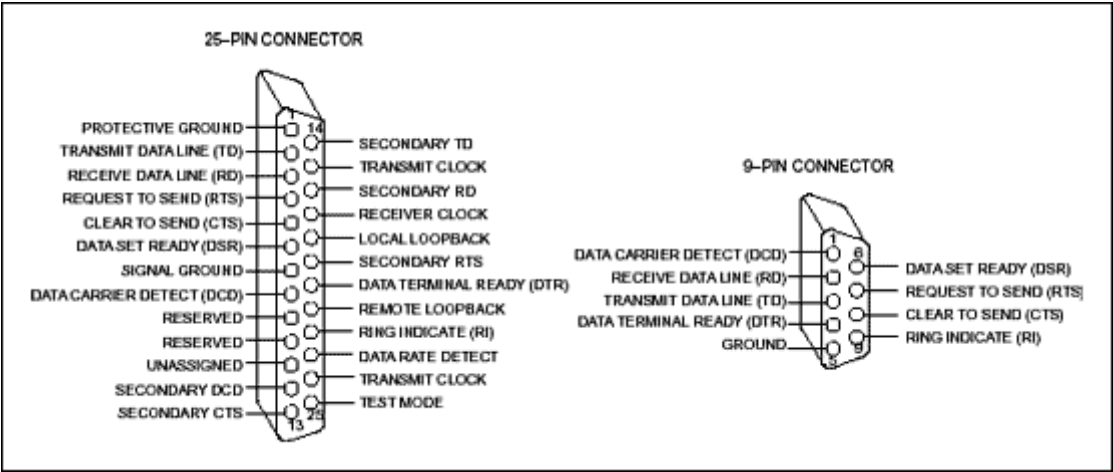 25-PIN CONNECTOR
1
14
PROTECTIVE GROUND
TRANSMIT DATA LINE (TD)
RECEIVE DATA LINE (RD)
REQUEST TO SEND (RTS)
CLEAR TO SEND (CTS)
DATA SET READY (DSR)
SIGNAL GROUND
DATA CARRIER DETECT (DCD)
RESERVED
RESERVED
UNASSIGNED
SECONDARY DCD
SECONDARY CTS
13
25
SECONDARY TD
TRANSMIT CLOCK
SECONDARY RD
RECEIVER CLOCK
LOCAL LOOPBACK
SECONDARY RTS
DATA TERMINAL READY (DTR)
REMOTE LOOPBACK
RING INDICATE (RI)
DATA RATE DETECT
TRANSMIT CLOCK
TEST MODE
9-PIN CONNECTOR
1
6
DATA CARRIER DETECT (DCD)
RECEIVE DATA LINE (RD)
TRANSMIT DATA LINE (TD)
DATA TERMINAL READY (DTR)
GROUND
5
9
DATA SET READY (DSR)
REQUEST TO SEND (RTS)
CLEAR TO SEND (CTS)
RING INDICATE (RI)